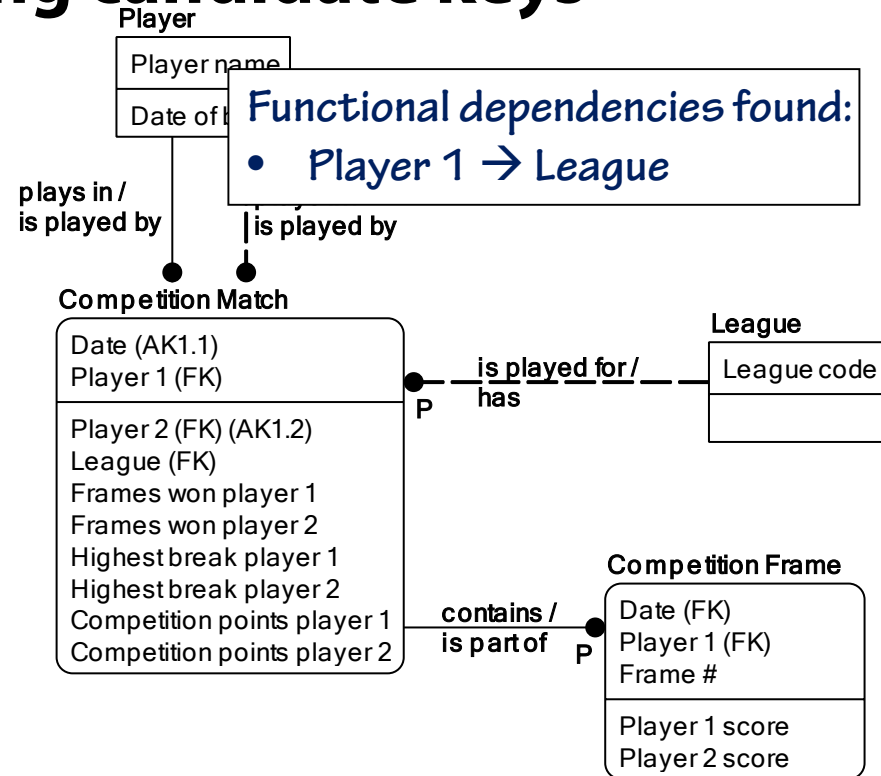 candidate keys
Player
Player name
Date of
Functional dependencies found:
• Player 1 → League
plays in /
is played by
is played by
Competition Match
Date (AK1.1)
Player 1 (FK)
Player 2 (FK) (AK1.2)
League (FK)
Frames won player 1
Frames won player 2
Highest break player 1
Highest break player 2
Competition points player 1
Competition points player 2
is played for /
has
P
League
League code
contains /
is part of
P
Competition Frame
Date (FK)
Player 1 (FK)
Frame #
Player 1 score
Player 2 score